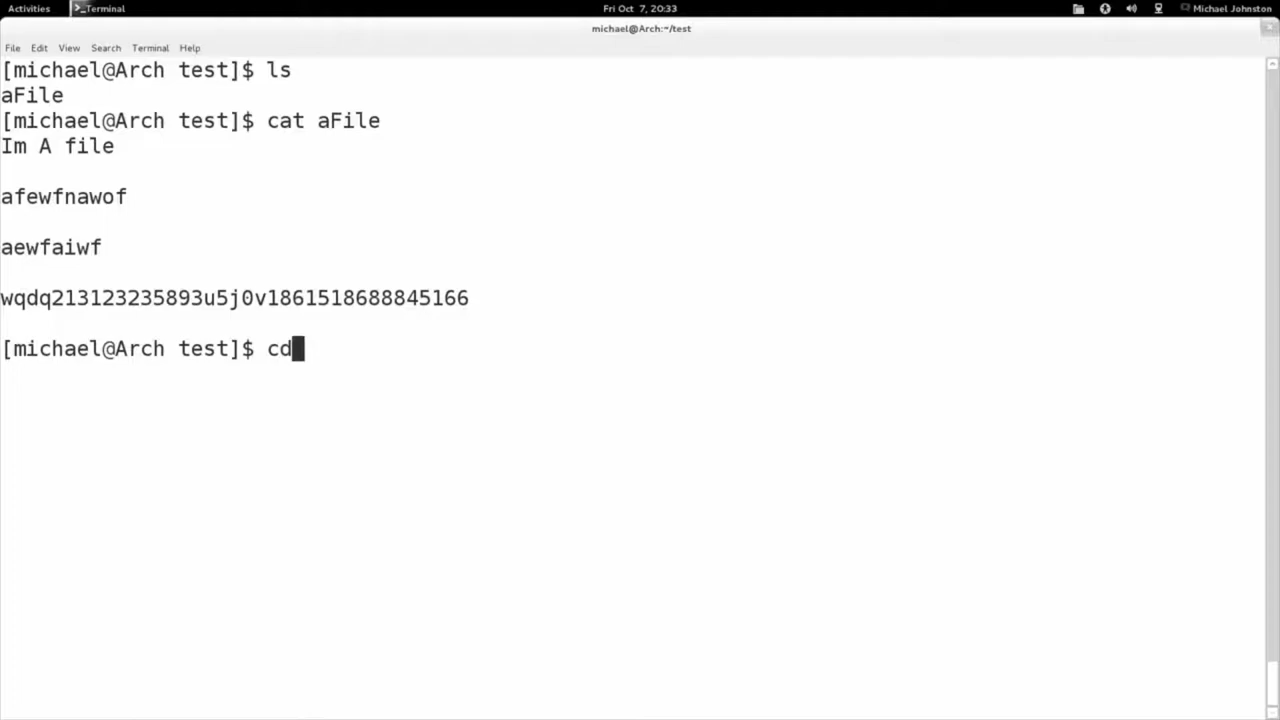 Activities Terminal Fri Oct 7, 20:33 Michael Johnston
michael@Arch:~/test
File Edit View Search Terminal Help
[michael@Arch test]$ ls
aFile
[michael@Arch test]$ cat aFile
Im A file
afewfnawof
aewfaiwf
wqdq213123235893u5j0v1861518688845166
[michael@Arch test]$ cd